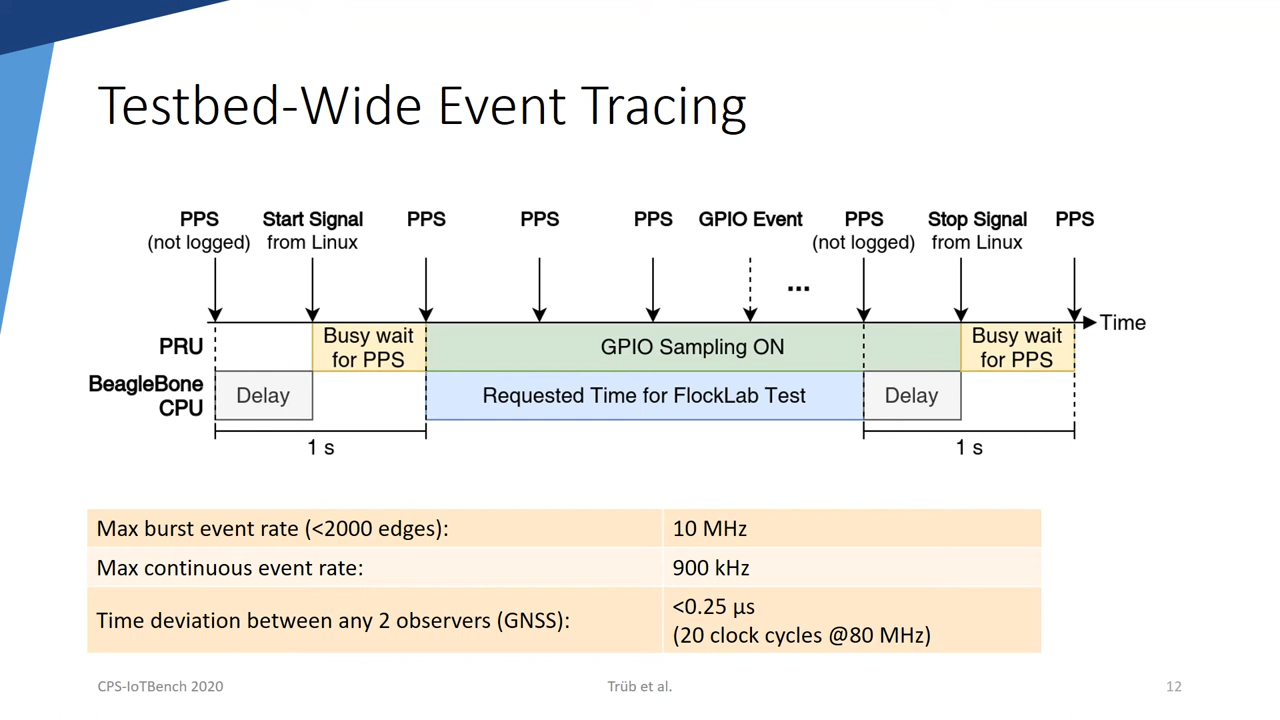 Testbed-Wide Event Tracing
PPS
(not logged)
Start Signal
from Linux
PPS
PPS
PPS
GPIO Event
...
PPS
(not logged)
Stop Signal
from Linux
PPS
Time
PRU
Busy wait
for PPS
GPIO Sampling ON
Busy wait
for PPS
BeagleBone
CPU
Delay
Requested Time for FlockLab Test
Delay
1 s
1 s
Max burst event rate (<2000 edges):
10 MHz
Max continuous event rate:
900 kHz
Time deviation between any 2 observers (GNSS):
<0.25 µs
(20 clock cycles @80 MHz)
CPS-IoTBench 2020
Trüb et al.
12